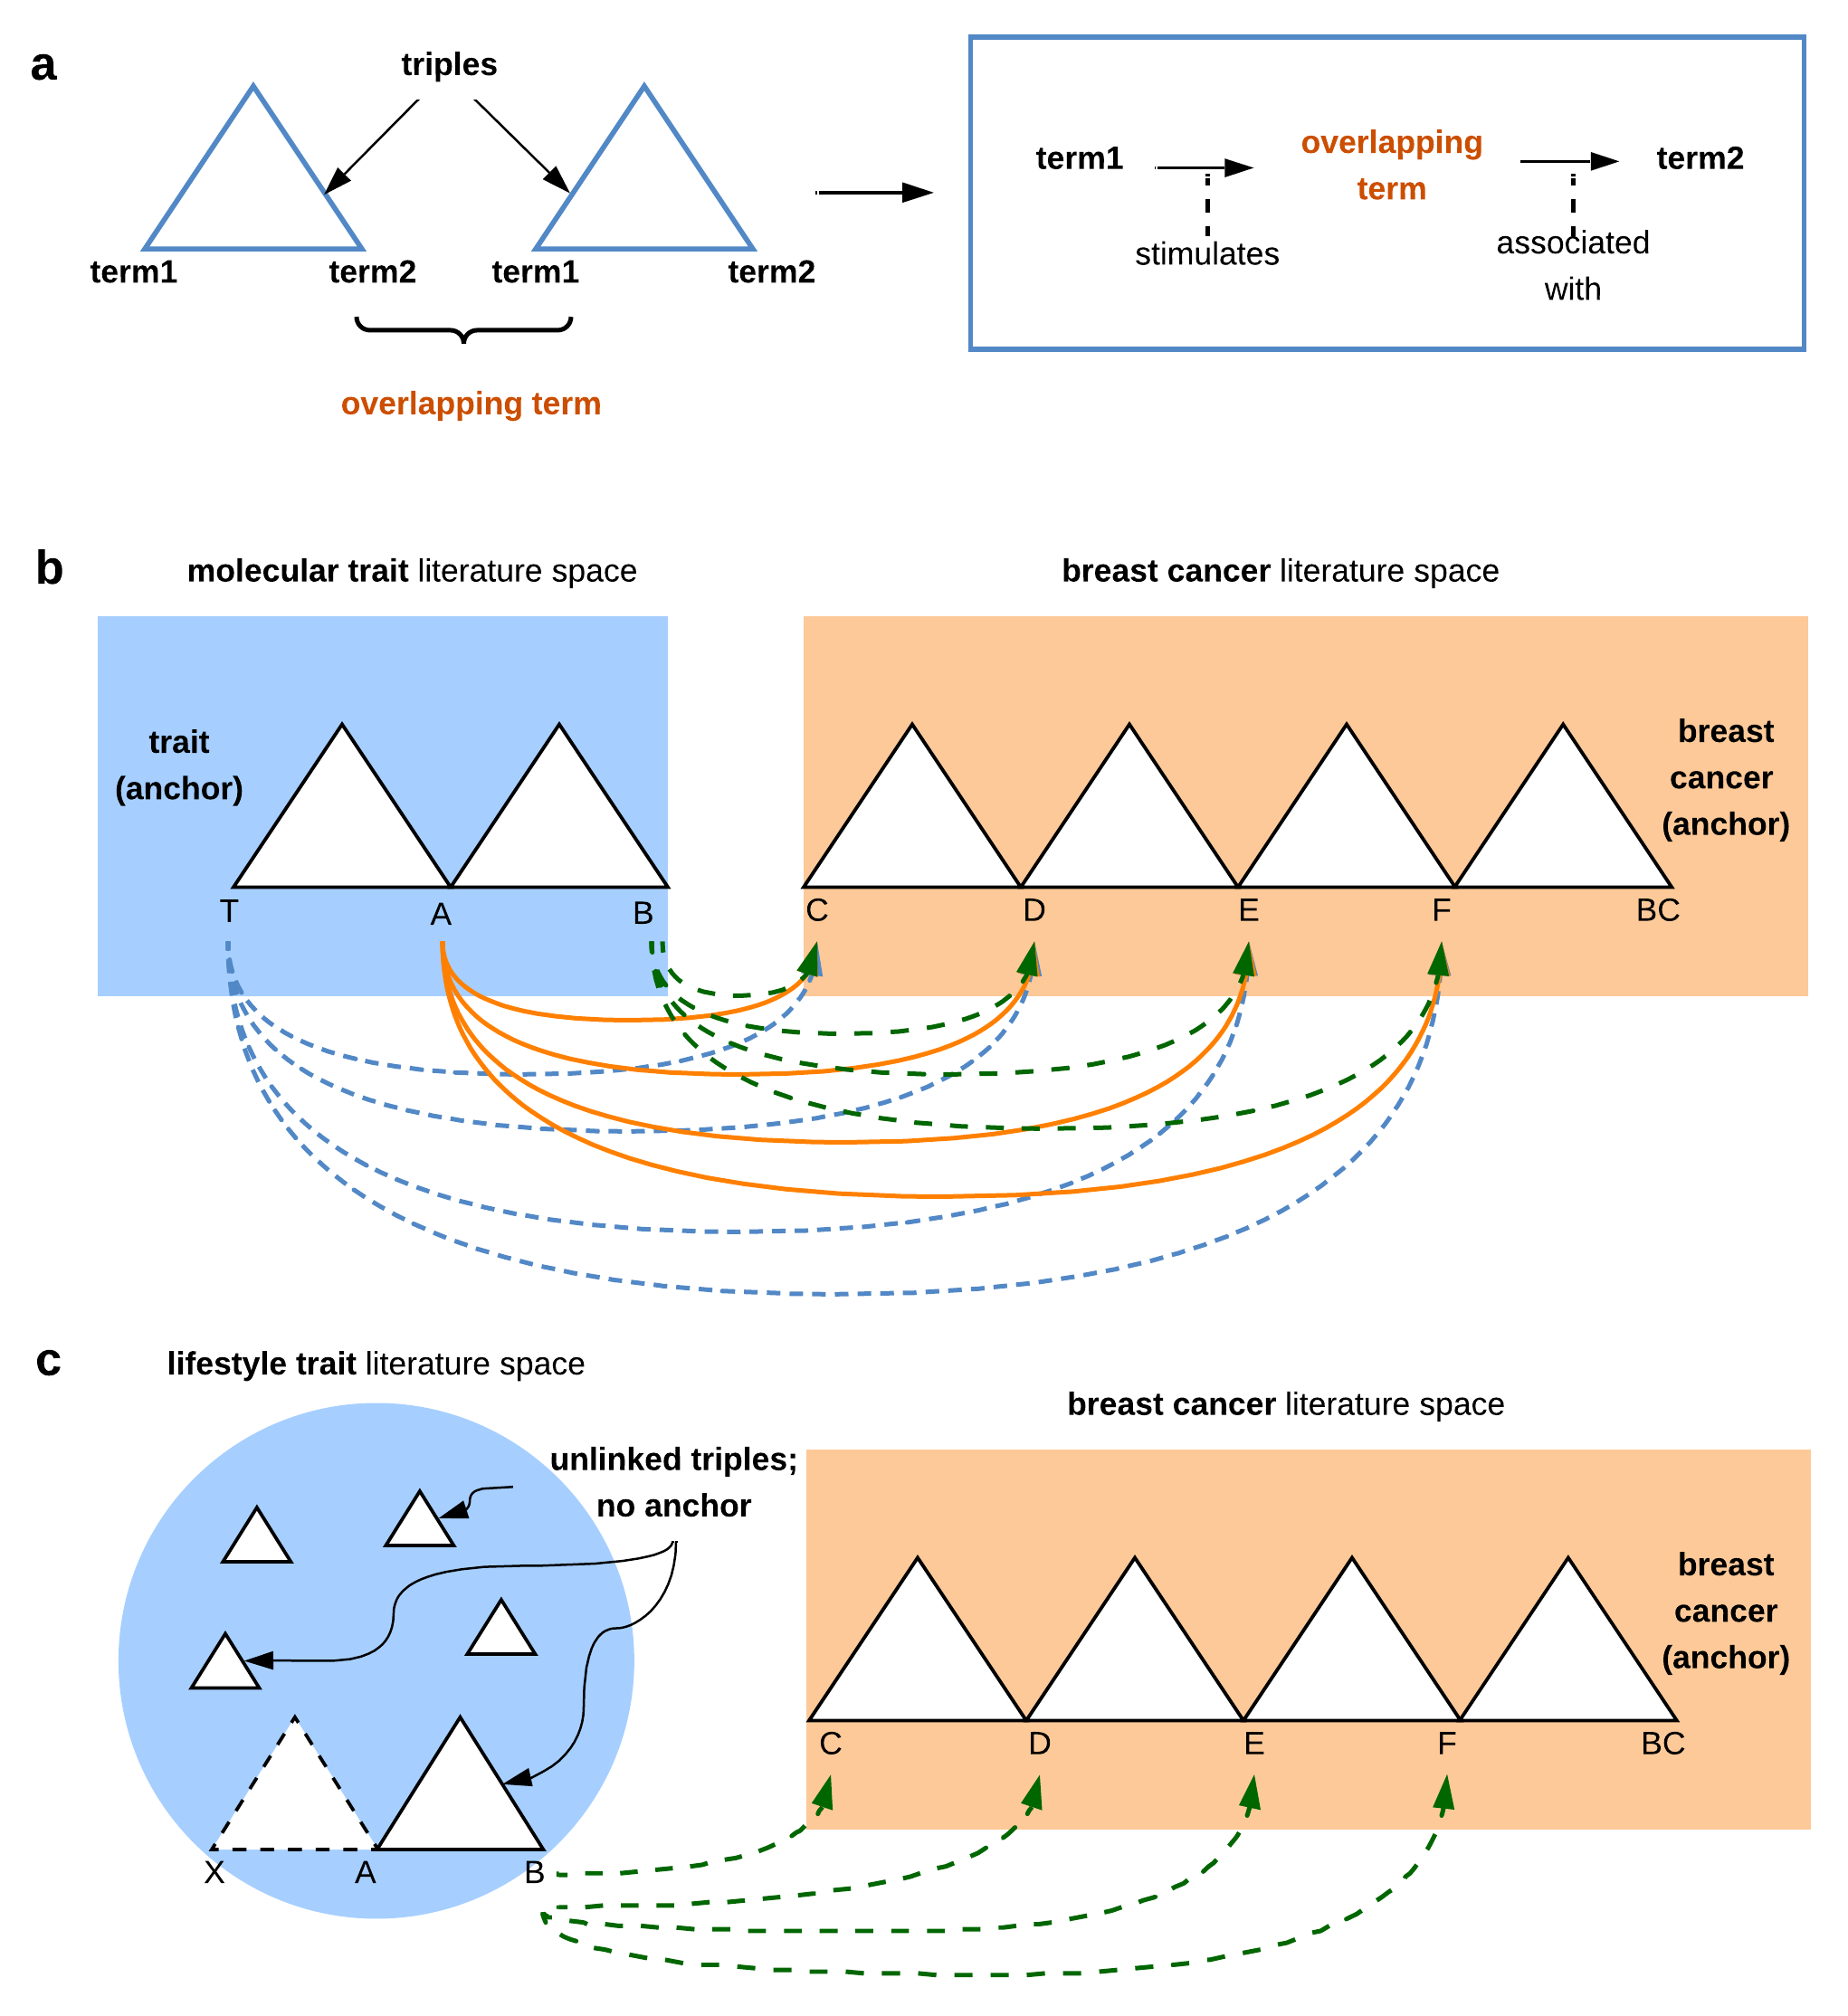 a
triples
term1
term2
term1
term2
overlapping term
term1
overlapping
term
term2
stimulates
associated
with
b
molecular trait literature space
breast cancer literature space
trait
(anchor)
breast
cancer
(anchor)
T
A
B
C
D
E
F
BC
c
lifestyle trait literature space
breast cancer literature space
unlinked triples;
no anchor
breast
cancer
(anchor)
C
D
E
F
BC
X
A
B